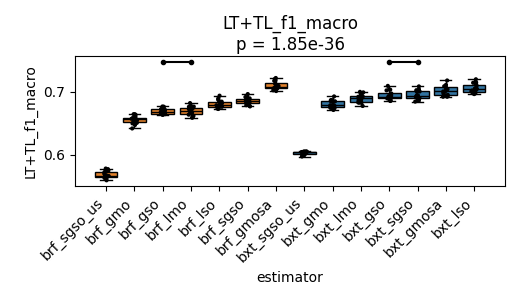 LT+TL_f1_macro
p = 1.85e-36
LT+TL_f1_macro
0.7
0.6
brf_sgso_us
brf_gmo
brf_gso
brf_lmo
brf_lso
brf_sgso
brf_gmosa
bxt_sgso_us
bxt_gmo
bxt_lmo
bxt_gso
bxt_sgso
bxt_gmosa
bxt_lso
estimator